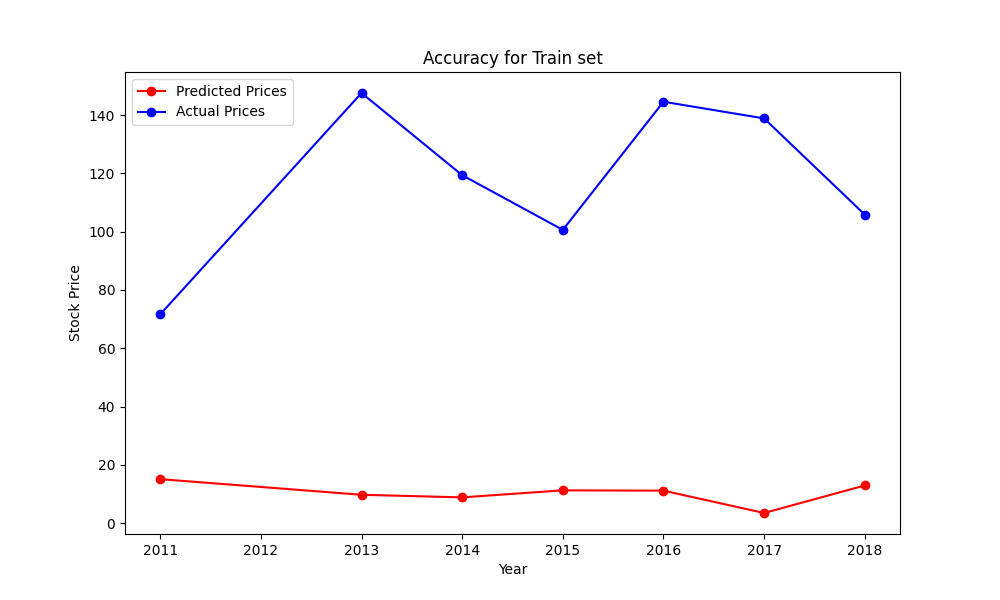 Accuracy for Train set
Predicted Prices
Actual Prices
Stock Price
140
120
100
80
60
40
20
0
2011 2012 2013 2014 2015 2016 2017 2018
Year